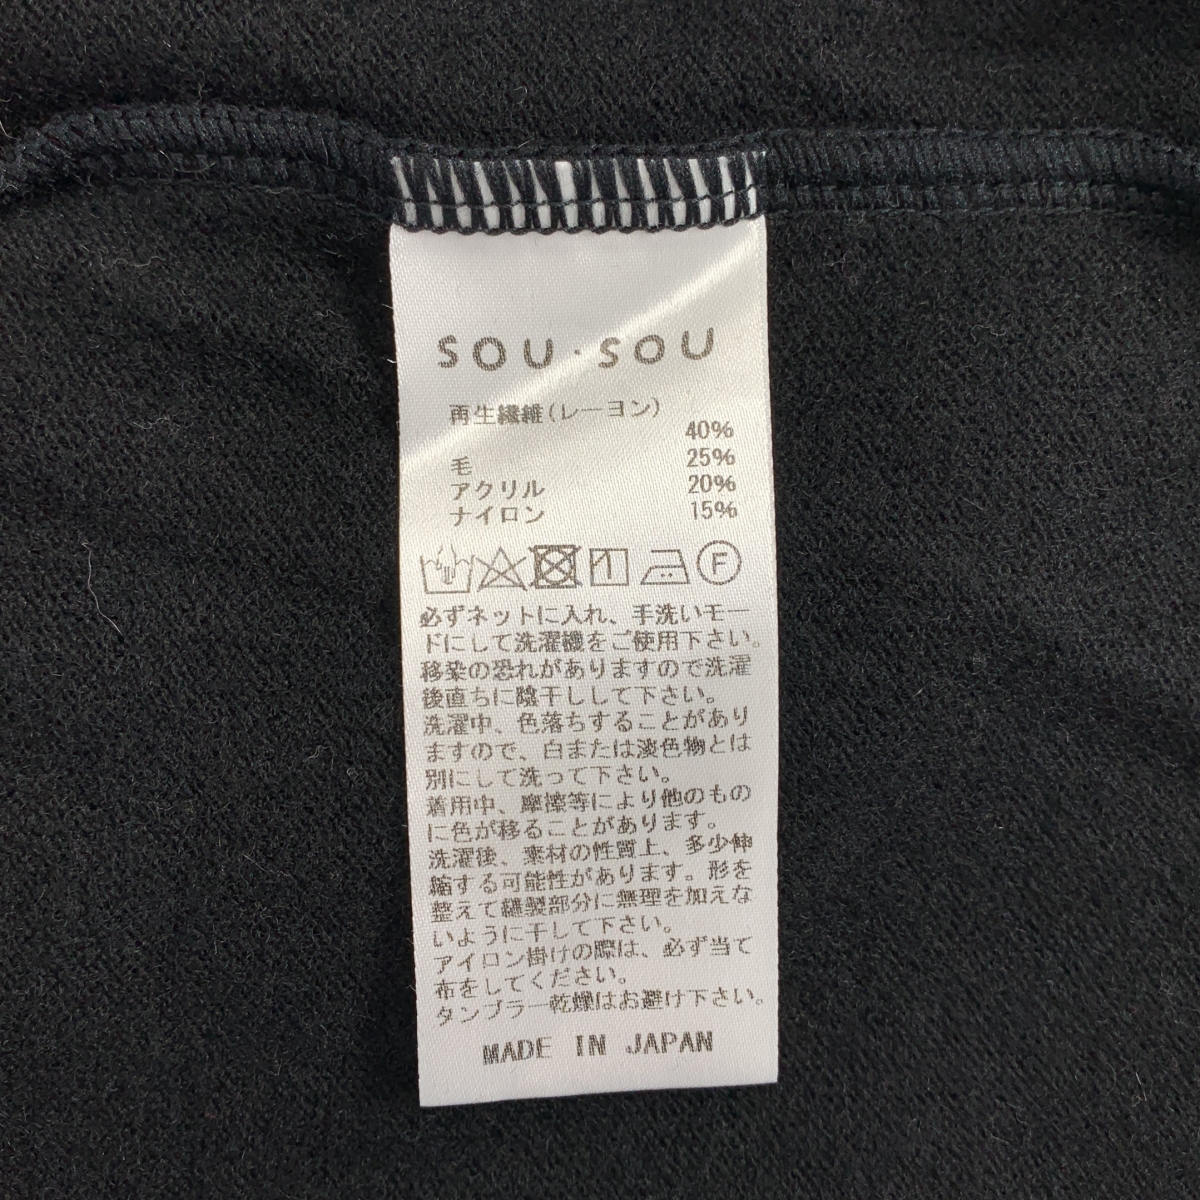 SOU・SOU
再生繊維(レーヨン)
40%
毛 25%
アクリル 20%
ナイロン 15%
F
必ずネットに入れ、手洗いモー
ドにして洗濯機をご使用下さい。
移染の恐れがありますので洗濯
後直ちに陰干しして下さい。
洗濯中、色落ちすることがあり
ますので、白または淡色物とは
別にして洗って下さい。
着用中、摩擦等により他のもの
に色が移ることがあります。
洗濯後、素材の性質上、多少伸
縮する可能性があります。形を
整えて縫製部分に無理を加えな
いように干して下さい。
アイロン掛けの際は、必ず当て
布をしてください。
タンブラー乾燥はお避け下さい。
MADE IN JAPAN